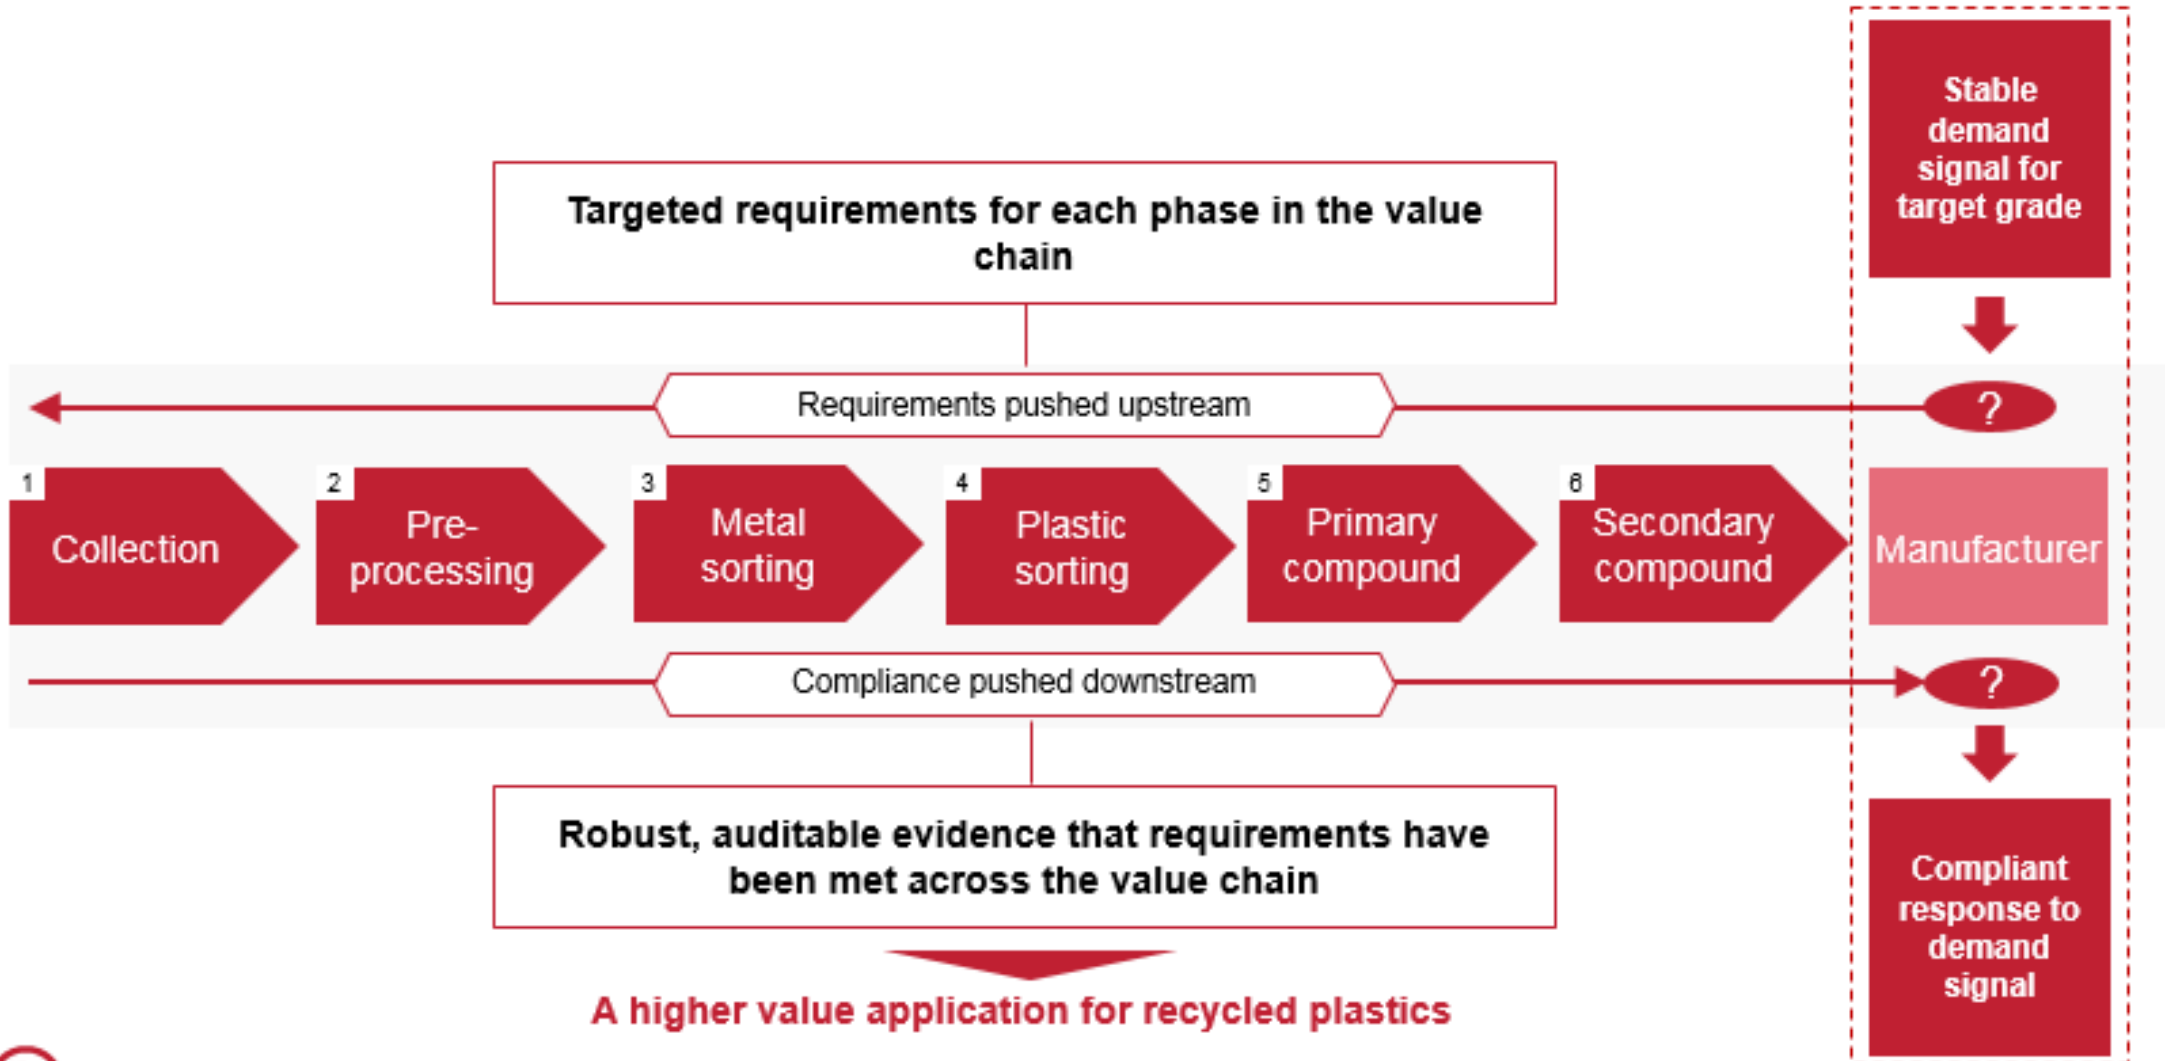 Stable
demand
signal for
target grade
Targeted requirements for each phase in the value
chain
Requirements pushed upstream
?
1
Collection
2
Pre-
processing
3
Metal
sorting
4
Plastic
sorting
5
Primary
compound
6
Secondary
compound
Manufacturer
Compliance pushed downstream
?
Robust, auditable evidence that requirements have
been met across the value chain
Compliant
response to
demand
signal
A higher value application for recycled plastics